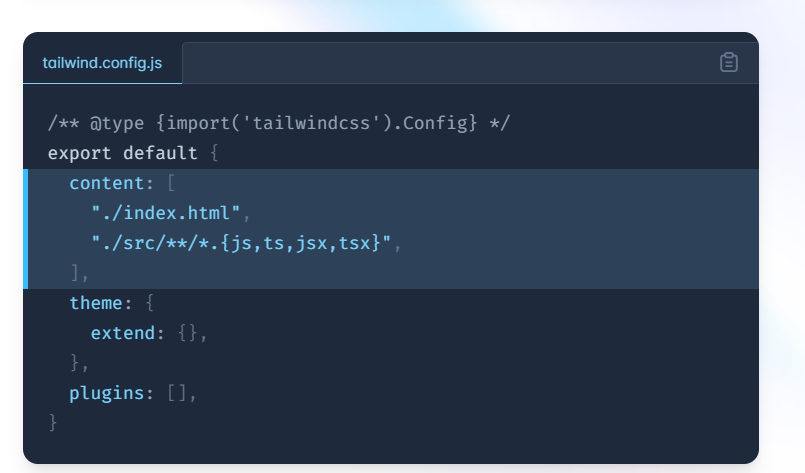 tailwind.config.js
/** @type {import('tailwindcss').Config} */
export default {
  content: [
    "./index.html",
    "./src/**/*.{js,ts,jsx,tsx}",
  ],
  theme: {
    extend: {},
  },
  plugins: [],
}